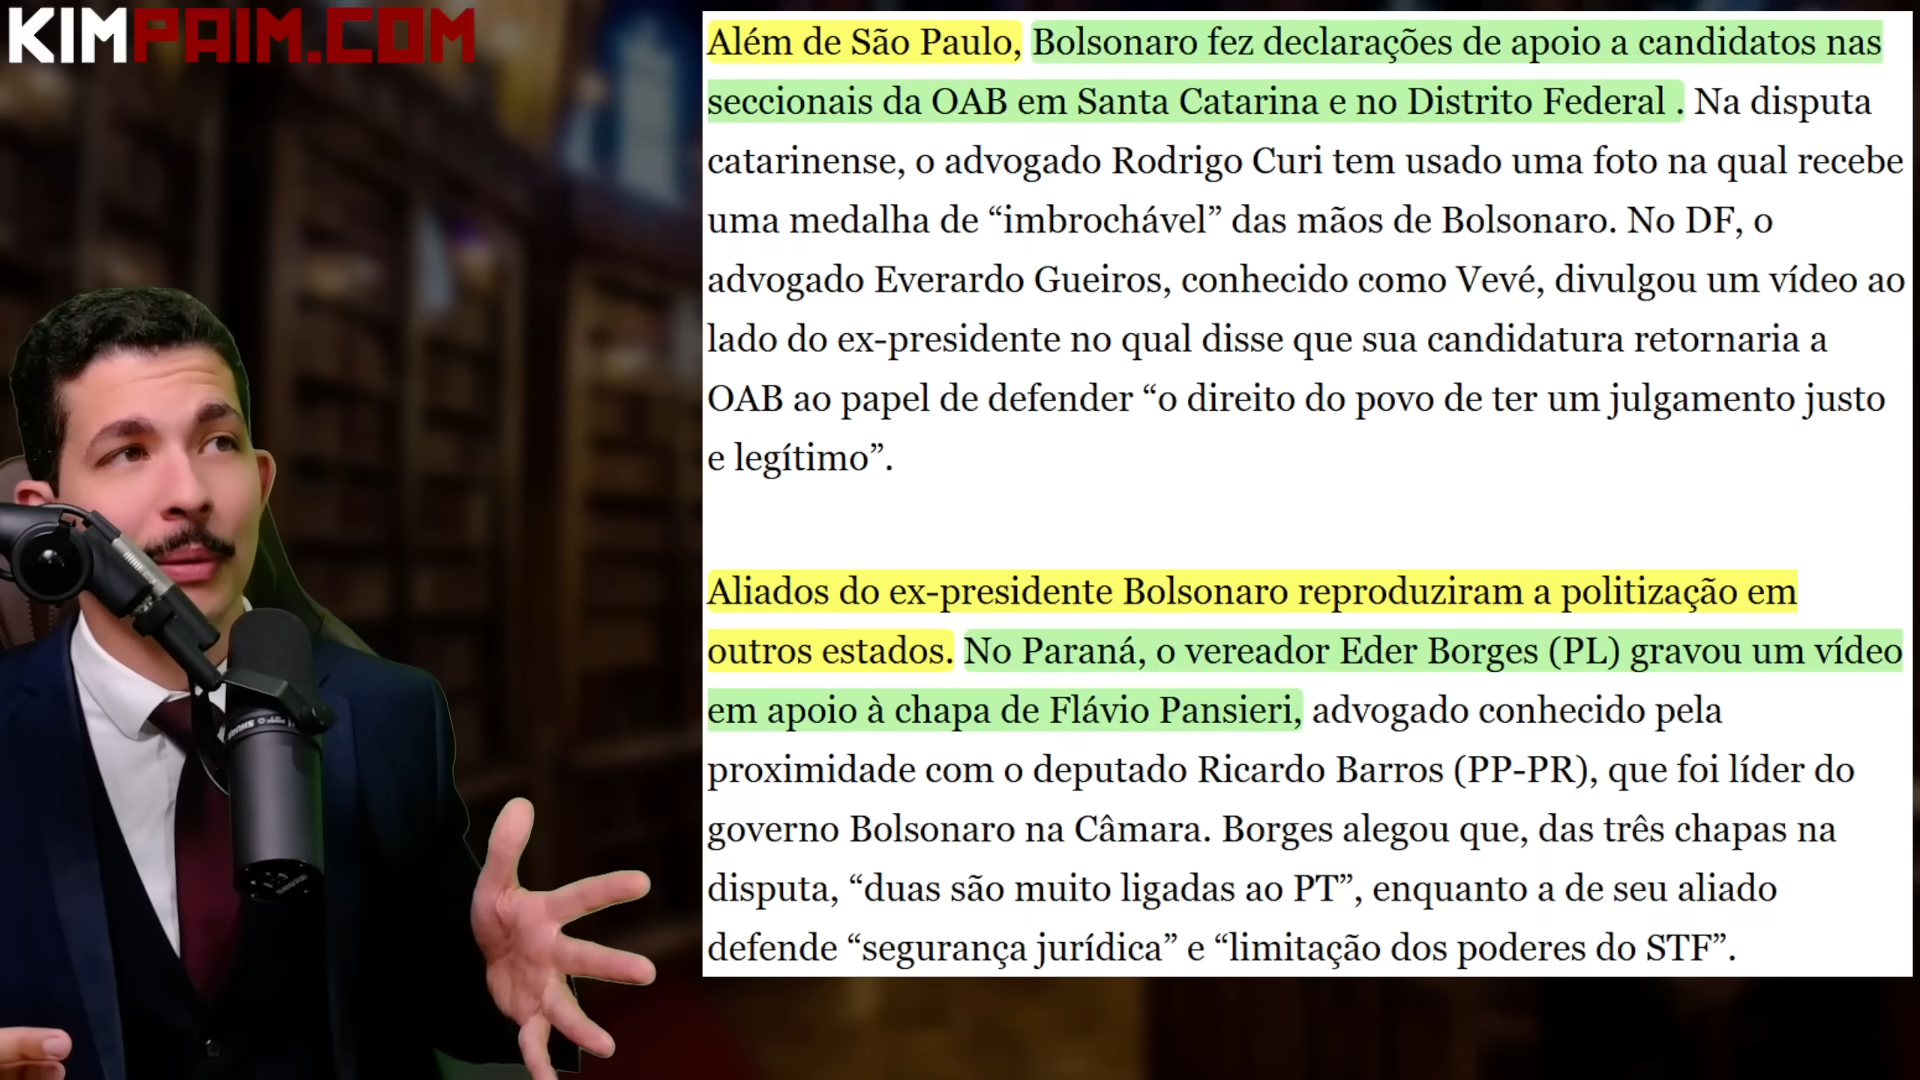 KIMPAIM.COM
Além de São Paulo, Bolsonaro fez declarações de apoio a candidatos nas
seccionais da OAB em Santa Catarina e no Distrito Federal . Na disputa
catarinense, o advogado Rodrigo Curi tem usado uma foto na qual recebe
uma medalha de “imbrochável” das mãos de Bolsonaro. No DF, o
advogado Everardo Gueiros, conhecido como Vevé, divulgou um vídeo ao
lado do ex-presidente no qual disse que sua candidatura retornaria a
OAB ao papel de defender “o direito do povo de ter um julgamento justo
e legítimo”.
Aliados do ex-presidente Bolsonaro reproduziram a politização em
outros estados. No Paraná, o vereador Eder Borges (PL) gravou um vídeo
em apoio à chapa de Flávio Pansieri, advogado conhecido pela
proximidade com o deputado Ricardo Barros (PP-PR), que foi líder do
governo Bolsonaro na Câmara. Borges alegou que, das três chapas na
disputa, “duas são muito ligadas ao PT”, enquanto a de seu aliado
defende “segurança jurídica” e “limitação dos poderes do STF”.